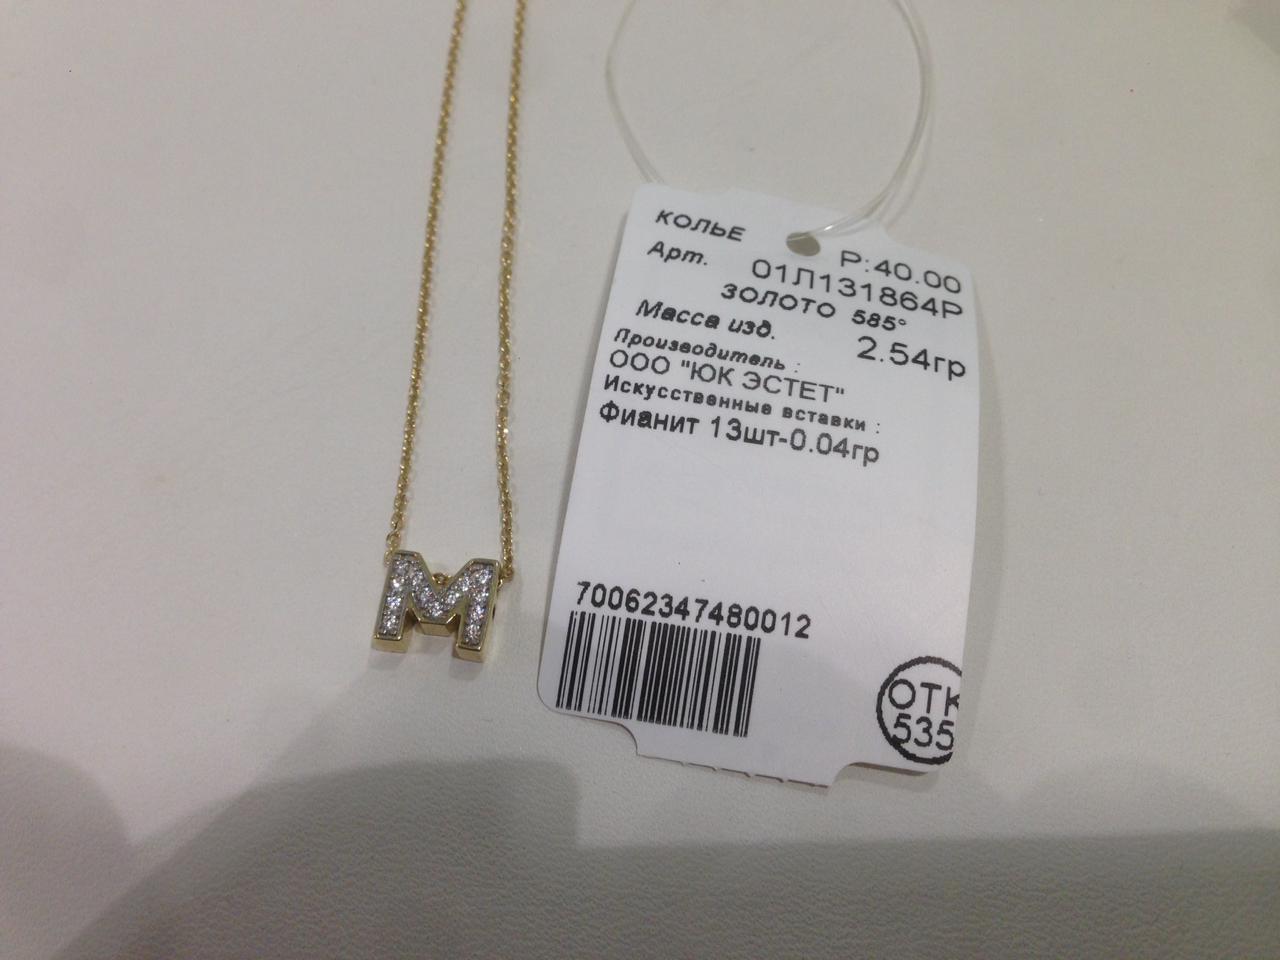 М
КОЛЬЕ Р:40.00
Арт. 01Л131864Р
ЗОЛОТО 585°
Масса изд. 2.54гр
Производитель :
ООО "ЮК ЭСТЕТ"
Искусственные вставки :
Фианит 13шт-0.04гр
70062347480012
ОТК
535